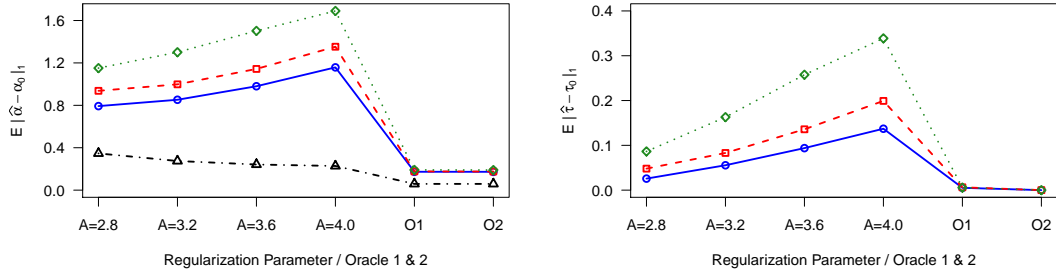 E | α̂ − α₀ |₁
1.6
1.2
0.8
0.4
0.0
A=2.8 A=3.2 A=3.6 A=4.0 O1 O2
Regularization Parameter / Oracle 1 & 2
E | τ̂ − τ₀ |₁
0.4
0.3
0.2
0.1
0.0
A=2.8 A=3.2 A=3.6 A=4.0 O1 O2
Regularization Parameter / Oracle 1 & 2